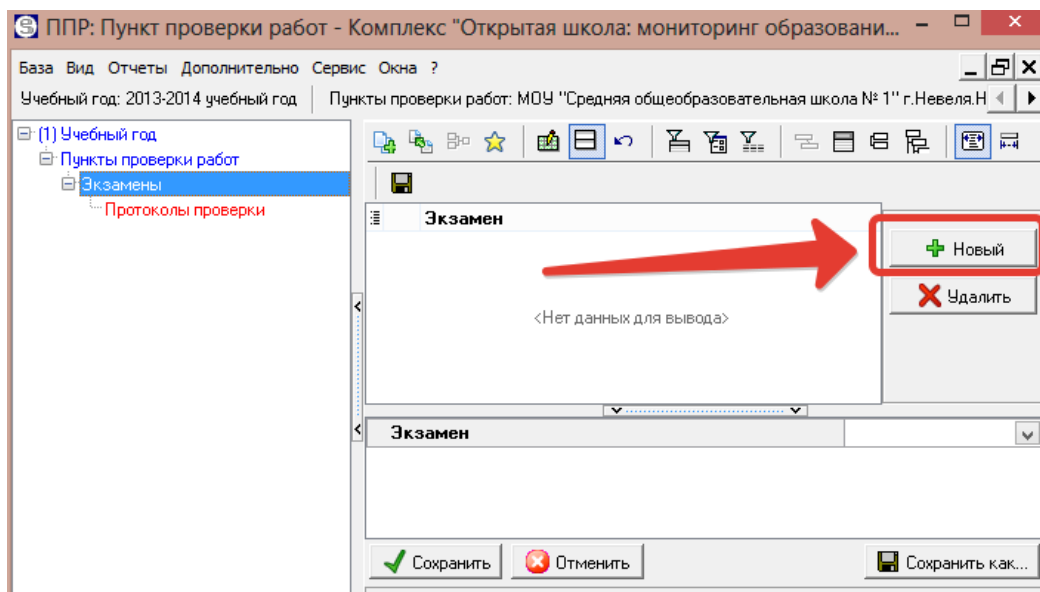 ППР: Пункт проверки работ - Комплекс "Открытая школа: мониторинг образовани...
База Вид Отчеты Дополнительно Сервис Окна ?
Учебный год: 2013-2014 учебный год Пункты проверки работ: МОУ "Средняя общеобразовательная школа № 1" г.Невеля.Н
(1) Учебный год
Пункты проверки работ
Экзамены
Протоколы проверки
Экзамен
Новый
Удалить
<Нет данных для вывода>
Экзамен
Сохранить Отменить Сохранить как...